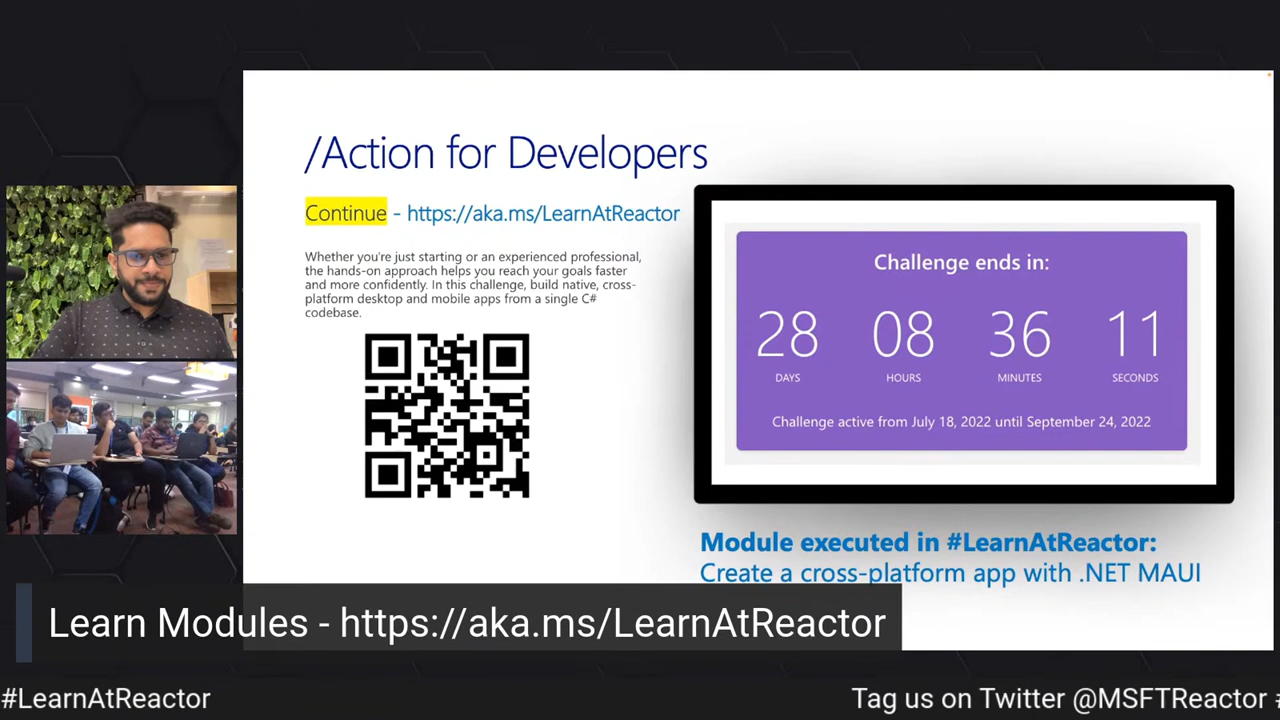 /Action for Developers
Continue - https://aka.ms/LearnAtReactor
Whether you're just starting or an experienced professional,
the hands-on approach helps you reach your goals faster
and more confidently. In this challenge, build native, cross-
platform desktop and mobile apps from a single C#
codebase.
Challenge ends in:
28 08 36 11
DAYS HOURS MINUTES SECONDS
Challenge active from July 18, 2022 until September 24, 2022
Module executed in #LearnAtReactor:
Create a cross-platform app with .NET MAUI
Learn Modules - https://aka.ms/LearnAtReactor
#LearnAtReactor
Tag us on Twitter @MSFTReactor #